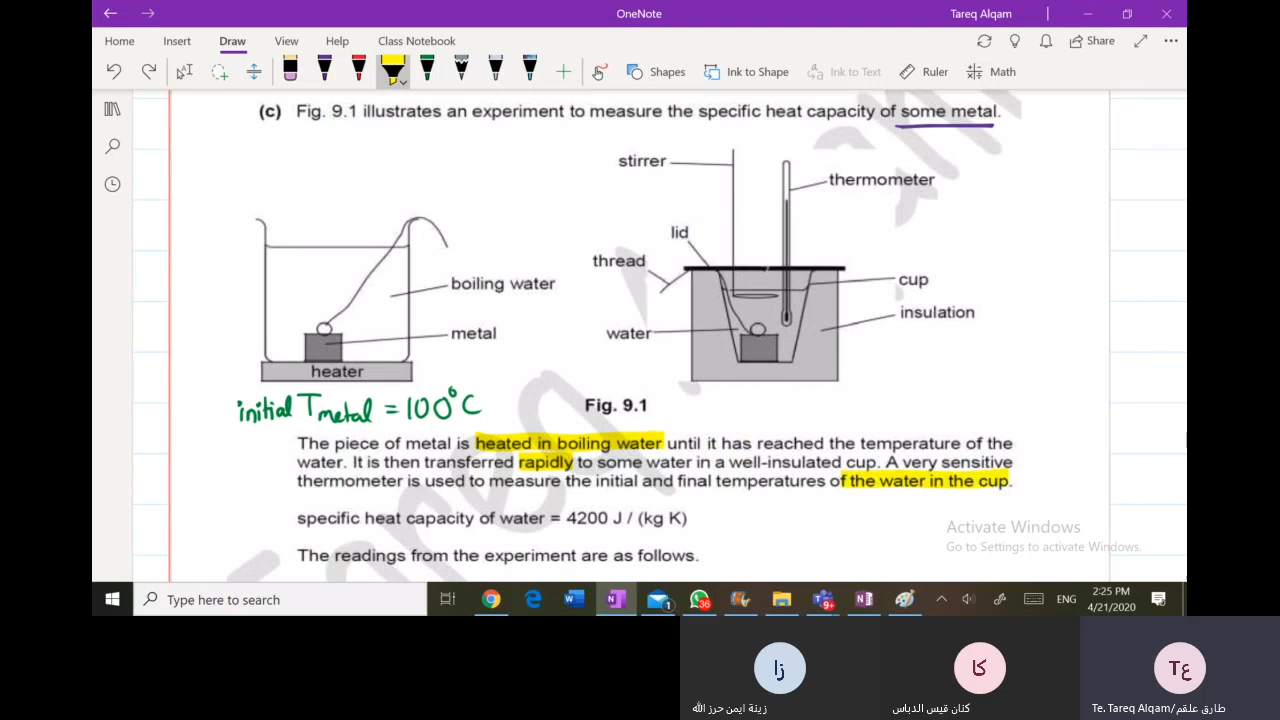 OneNote
Tareq Alqam
Home Insert Draw View Help Class Notebook
Share
Shapes Ink to Shape Ink to Text Ruler Math
(c) Fig. 9.1 illustrates an experiment to measure the specific heat capacity of some metal.
stirrer
thermometer
lid
thread
boiling water
cup
insulation
metal
water
heater
initial Tmetal = 100°C
Fig. 9.1
The piece of metal is heated in boiling water until it has reached the temperature of the
water. It is then transferred rapidly to some water in a well-insulated cup. A very sensitive
thermometer is used to measure the initial and final temperatures of the water in the cup.
specific heat capacity of water = 4200 J / (kg K)
The readings from the experiment are as follows.
Activate Windows
Go to Settings to activate Windows.
Type here to search
1
36
9+
ENG
2:25 PM
4/21/2020
زا
كا
Tع
زينة ايمن حرز الله
كنان قيس الدباس
Te. Tareq Alqam/طارق علقم